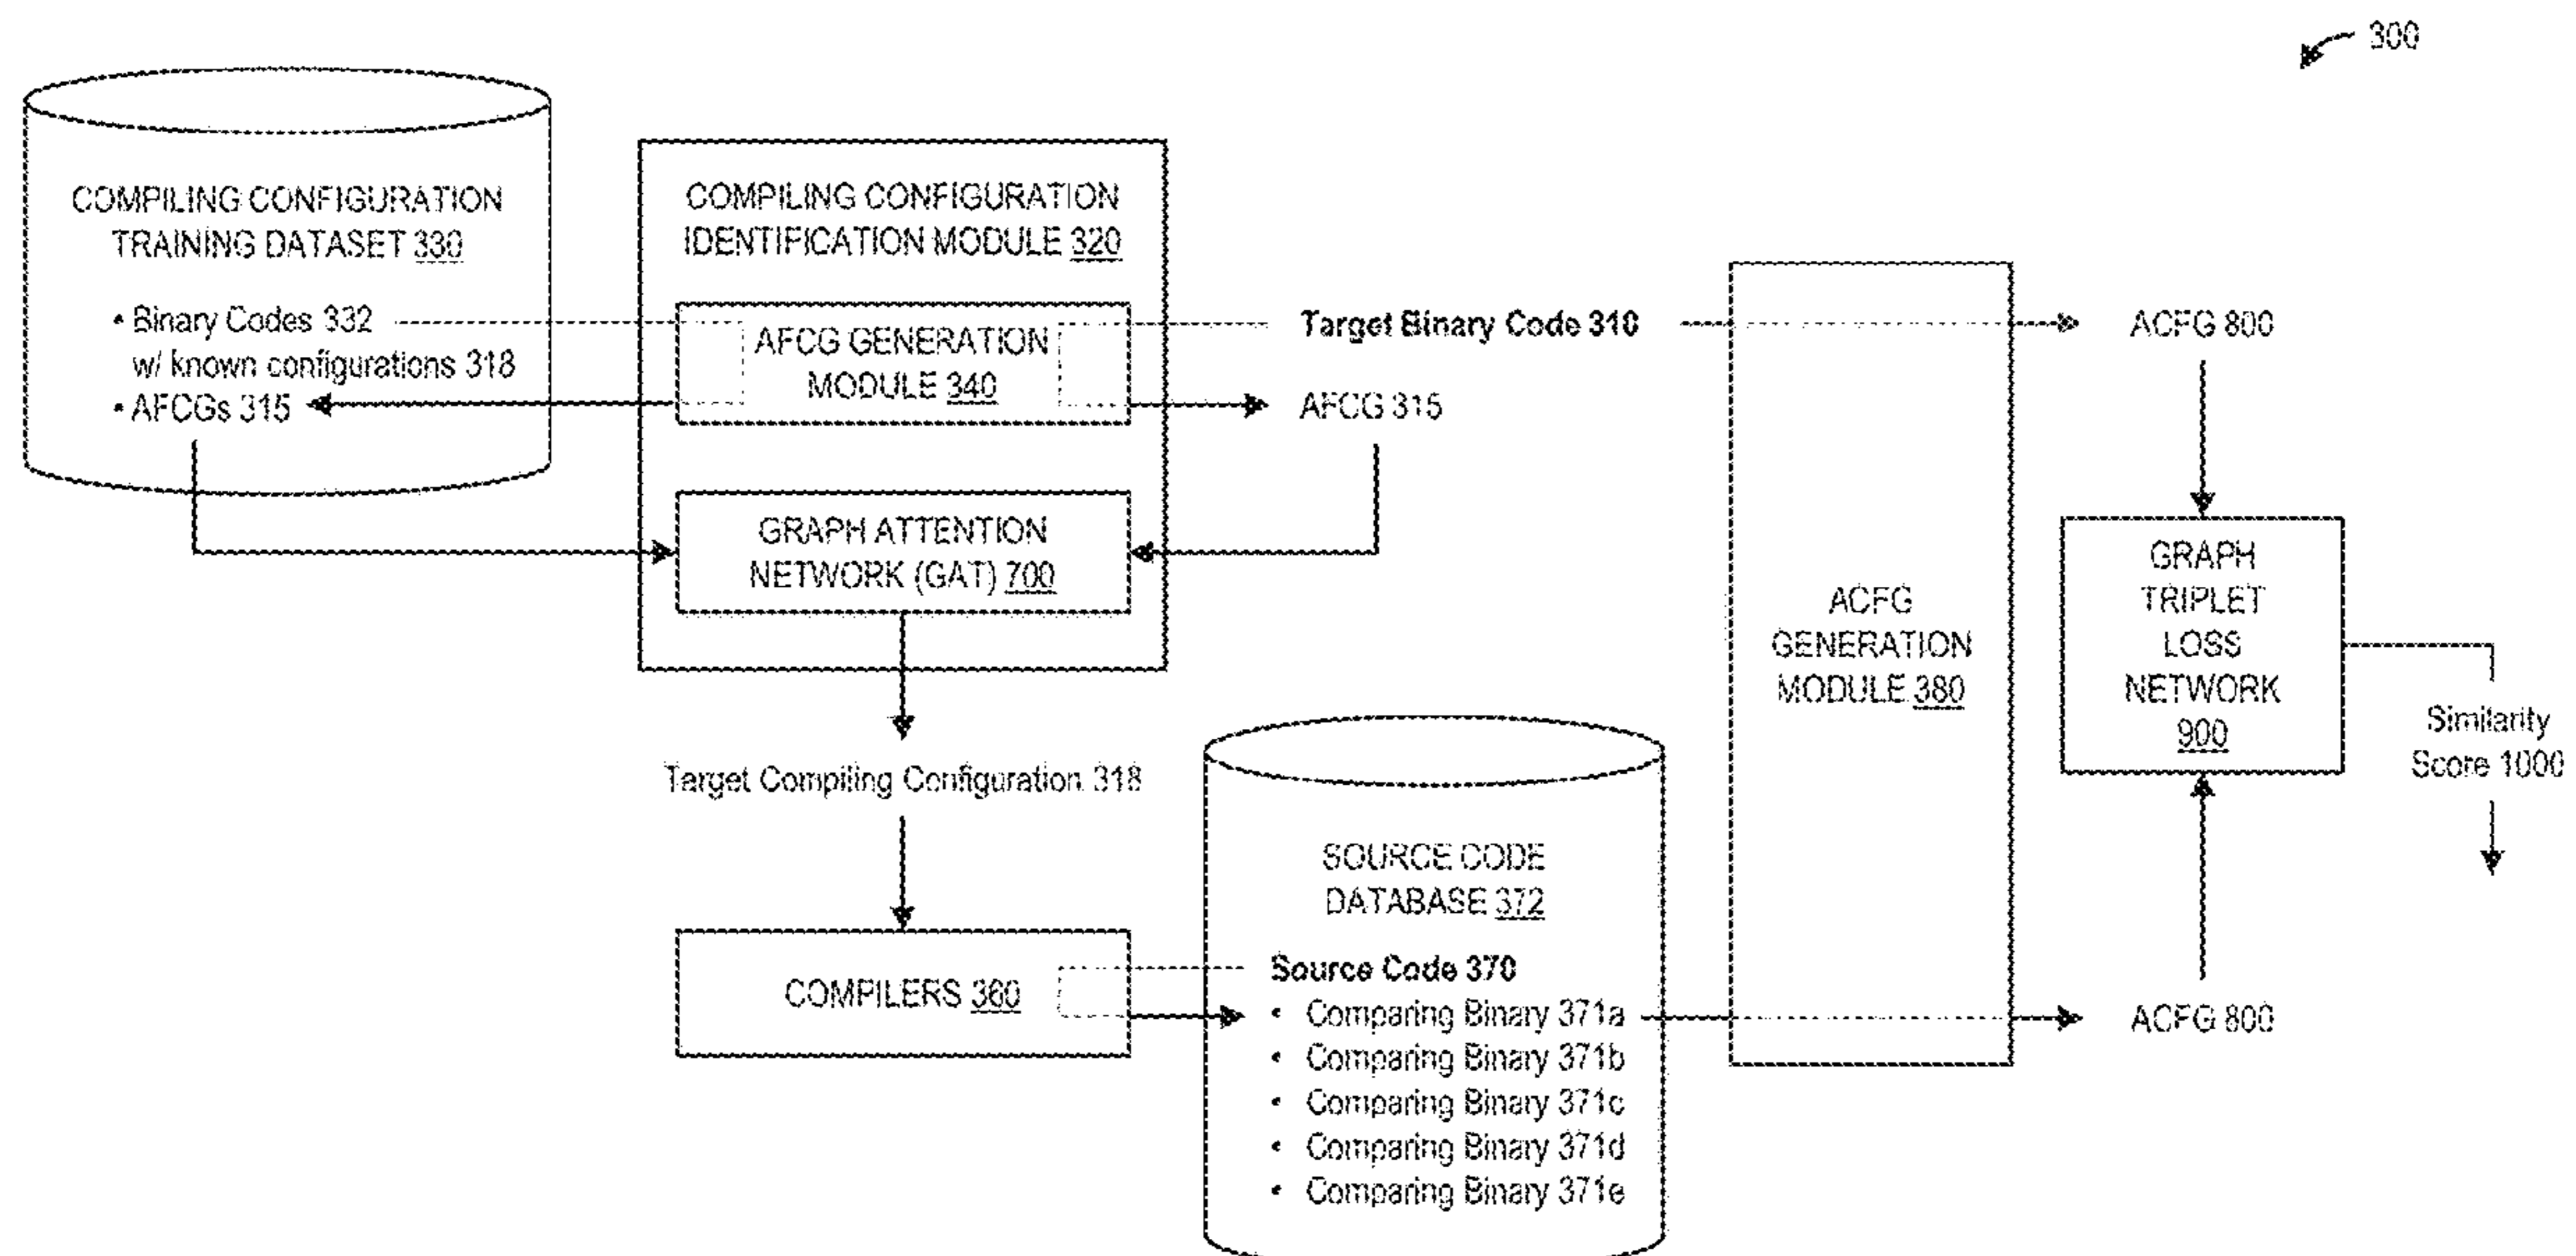 300
COMPILING CONFIGURATION
TRAINING DATASET 330
• Binary Codes 332
w/ known configurations 318
• AFCGs 315
COMPILING CONFIGURATION
IDENTIFICATION MODULE 320
AFCG GENERATION
MODULE 340
GRAPH ATTENTION
NETWORK (GAT) 700
Target Binary Code 310
AFCG 315
Target Compiling Configuration 318
COMPILERS 360
SOURCE CODE
DATABASE 372
Source Code 370
• Comparing Binary 371a
• Comparing Binary 371b
• Comparing Binary 371c
• Comparing Binary 371d
• Comparing Binary 371e
ACFG
GENERATION
MODULE 380
ACFG 800
GRAPH
TRIPLET
LOSS
NETWORK
900
ACFG 800
Similarity
Score 1000